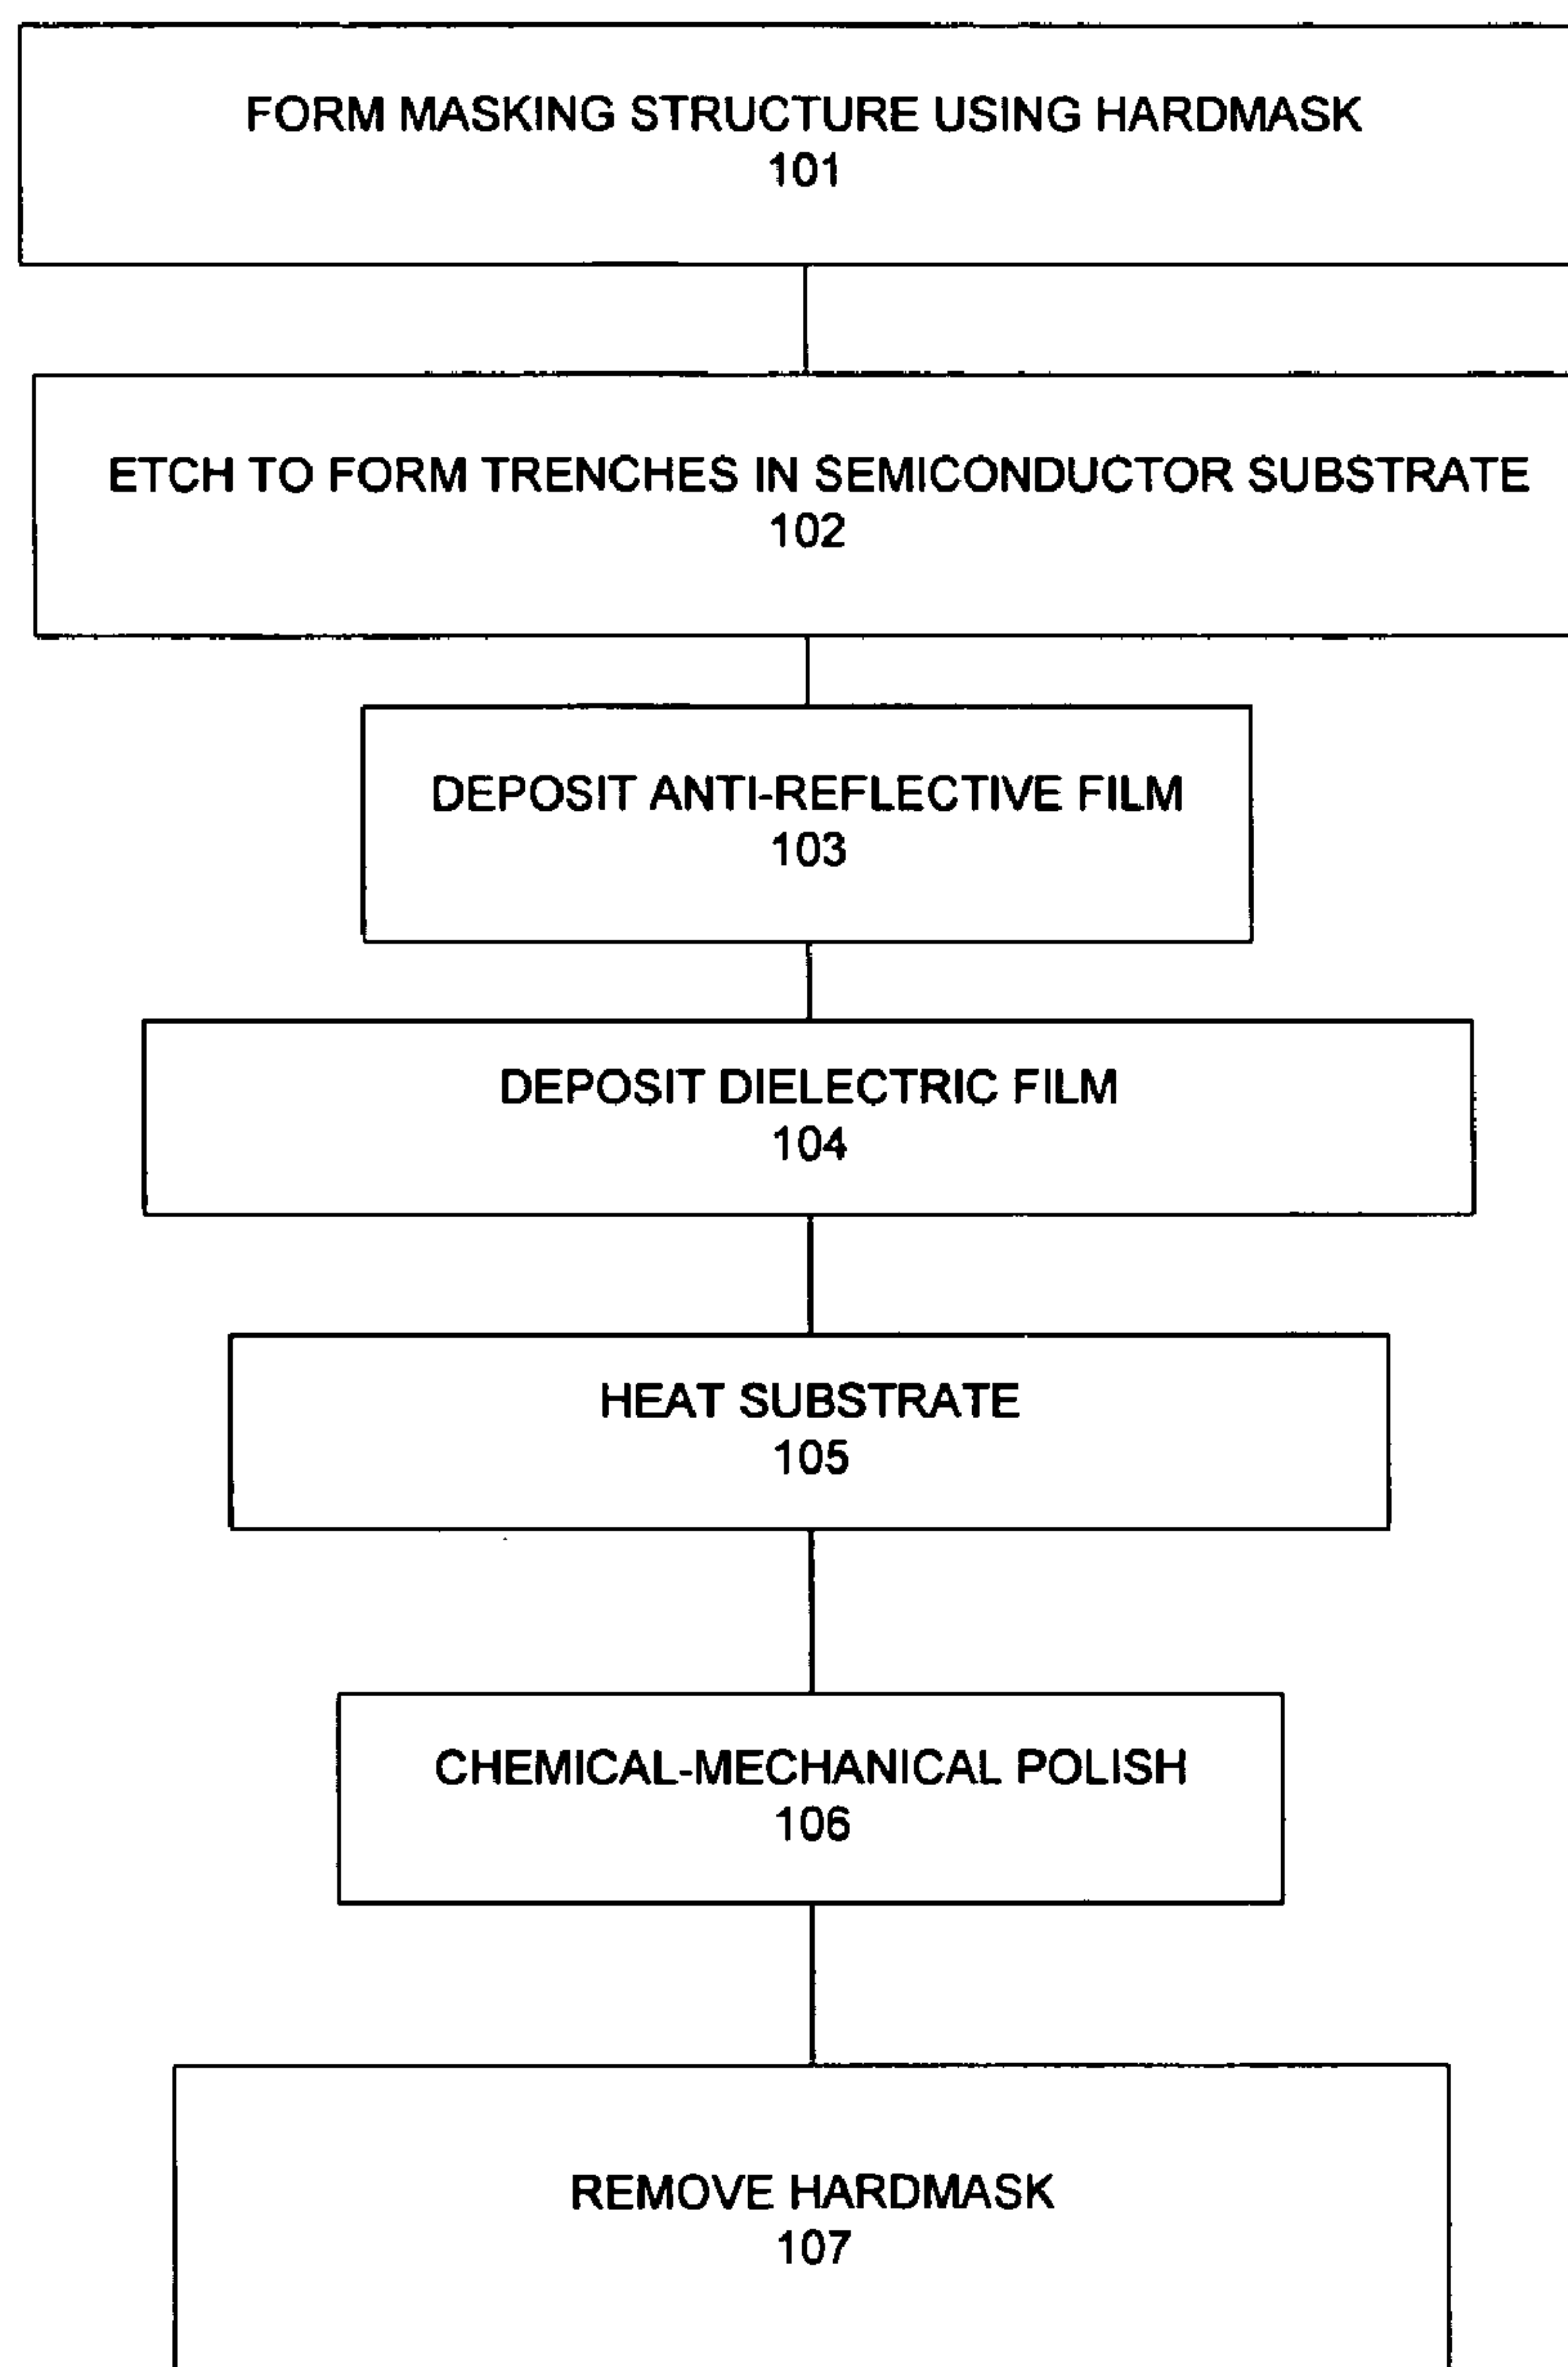 FORM MASKING STRUCTURE USING HARDMASK
101
ETCH TO FORM TRENCHES IN SEMICONDUCTOR SUBSTRATE
102
DEPOSIT ANTI-REFLECTIVE FILM
103
DEPOSIT DIELECTRIC FILM
104
HEAT SUBSTRATE
105
CHEMICAL-MECHANICAL POLISH
106
REMOVE HARDMASK
107